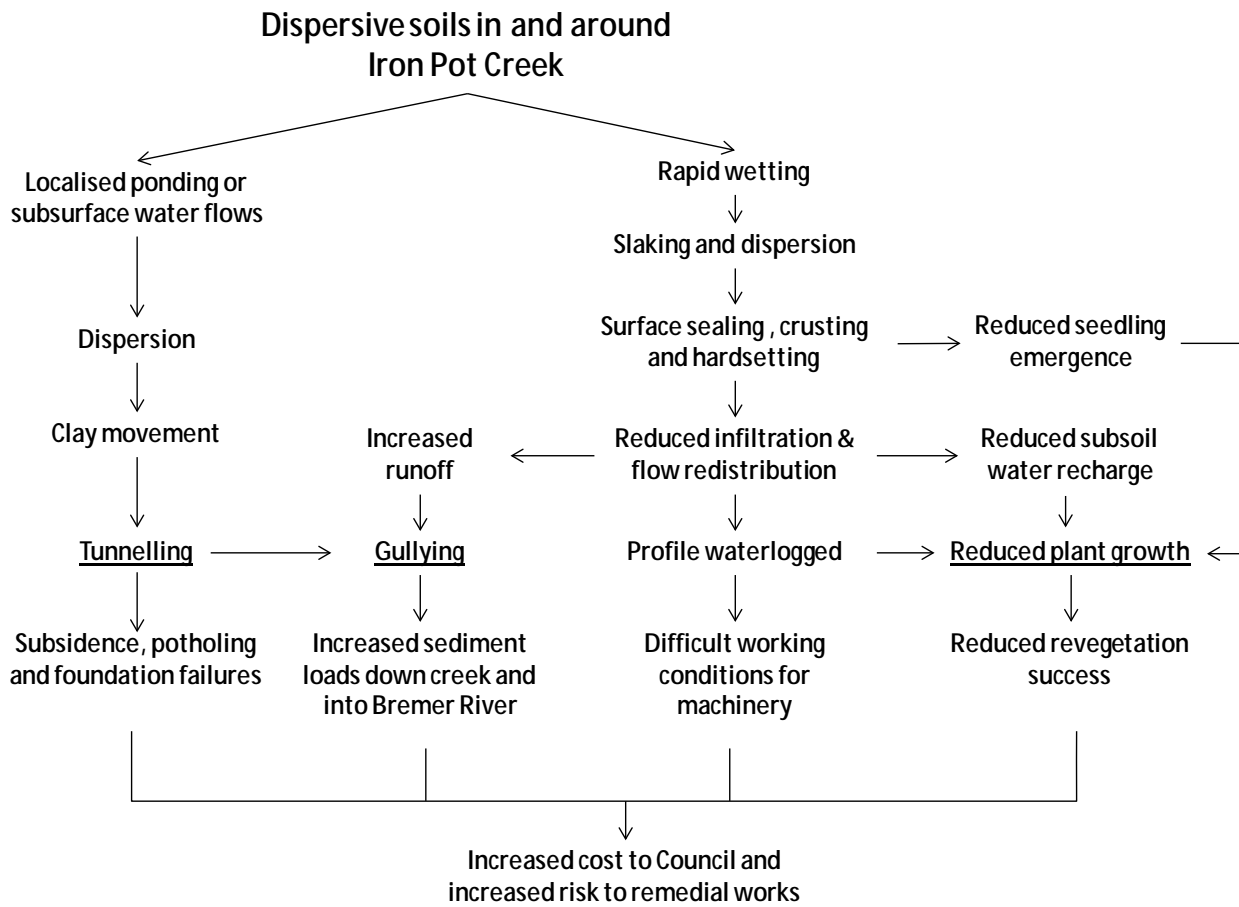 Dispersive soils in and around
Iron Pot Creek
Localised ponding or
subsurface water flows
Rapid wetting
Slaking and dispersion
Dispersion
Surface sealing , crusting
and hardsetting
Reduced seedling
emergence
Clay movement
Increased
runoff
Reduced infiltration &
flow redistribution
Reduced subsoil
water recharge
Tunnelling
Gullying
Profile waterlogged
Reduced plant growth
Subsidence, potholing
and foundation failures
Increased sediment
loads down creek and
into Bremer River
Difficult working
conditions for
machinery
Reduced revegetation
success
Increased cost to Council and
increased risk to remedial works